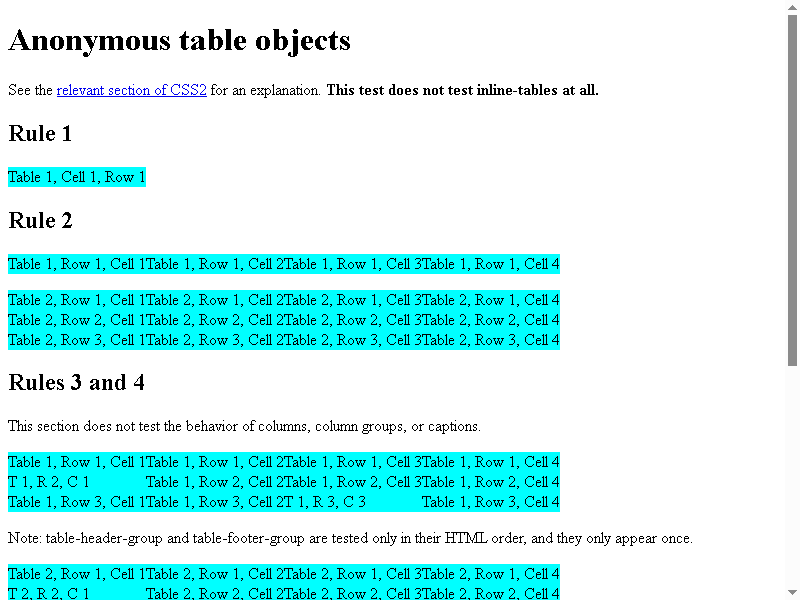 Anonymous table objects
See the relevant section of CSS2 for an explanation. This test does not test inline-tables at all.
Rule 1
Table 1, Cell 1, Row 1
Rule 2
Table 1, Row 1, Cell 1Table 1, Row 1, Cell 2Table 1, Row 1, Cell 3Table 1, Row 1, Cell 4
Table 2, Row 1, Cell 1Table 2, Row 1, Cell 2Table 2, Row 1, Cell 3Table 2, Row 1, Cell 4
Table 2, Row 2, Cell 1Table 2, Row 2, Cell 2Table 2, Row 2, Cell 3Table 2, Row 2, Cell 4
Table 2, Row 3, Cell 1Table 2, Row 3, Cell 2Table 2, Row 3, Cell 3Table 2, Row 3, Cell 4
Rules 3 and 4
This section does not test the behavior of columns, column groups, or captions.
Table 1, Row 1, Cell 1Table 1, Row 1, Cell 2Table 1, Row 1, Cell 3Table 1, Row 1, Cell 4
T 1, R 2, C 1 Table 1, Row 2, Cell 2Table 1, Row 2, Cell 3Table 1, Row 2, Cell 4
Table 1, Row 3, Cell 1Table 1, Row 3, Cell 2T 1, R 3, C 3 Table 1, Row 3, Cell 4
Note: table-header-group and table-footer-group are tested only in their HTML order, and they only appear once.
Table 2, Row 1, Cell 1Table 2, Row 1, Cell 2Table 2, Row 1, Cell 3Table 2, Row 1, Cell 4
T 2, R 2, C 1 Table 2, Row 2, Cell 2Table 2, Row 2, Cell 3Table 2, Row 2, Cell 4